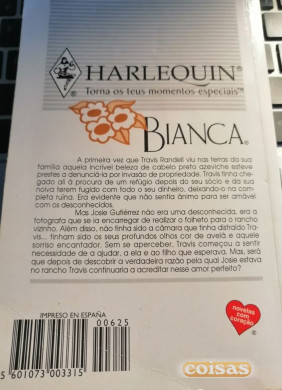 HARLEQUIN®
Torna os teus momentos especiais™
BIANCA®
A primeira vez que Travis Randell viu nas terras da sua
família aquela incrível beleza de cabelo preto azeviche esteve
prestes a denunciá-la por invasão de propriedade. Travis tinha che-
gado ali à procura de um refúgio depois do seu sócio e da sua
noiva terem fugido com todo o seu dinheiro, deixando-o na com-
pleta ruína. Era evidente que não sentia ânimo para ser amável
com as desconhecidas.
Mas Josie Gutiérrez não era uma desconhecida, era a
fotógrafa que se ia encarregar de realizar o folheto para o rancho
vizinho. Além disso, não tinha sido a câmara que tinha distraído Tra-
vis... tinham sido os seus profundos olhos cor de avelã e aquele
sorriso encantador. Sem se aperceber, Travis começou a sentir
necessidade de a ajudar, a ela e ao filho que esperava. Mas, será
que depois de descobrir a verdadeira razão pela qual Josie estava
no rancho Travis continuaria a acreditar nesse amor perfeito?
IMPRESO EN ESPAÑA
00625
5601073003315
novelas
com
coração
coisas